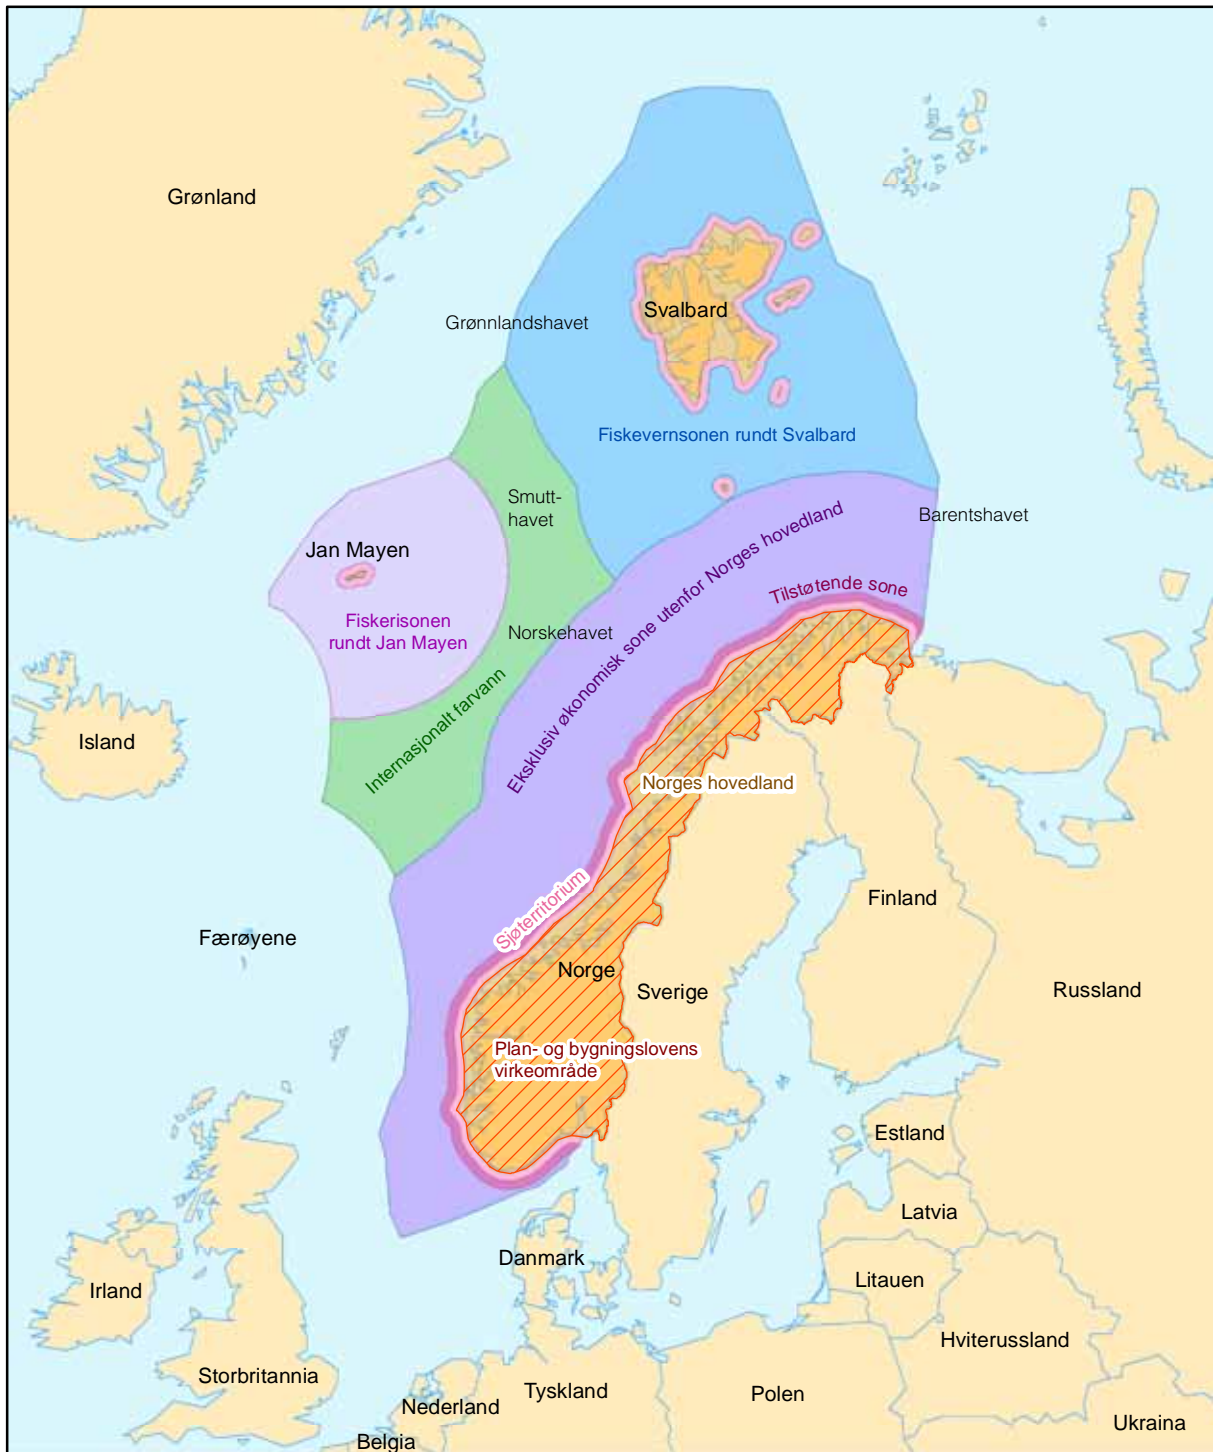 Grønland
Svalbard
Grønnlandshavet
Fiskevernsonen rundt Svalbard
Smutt-
havet
Barentshavet
Jan Mayen
Eksklusiv økonomisk sone utenfor Norges hovedland
Tilstøtende sone
Fiskerisonen
rundt Jan Mayen
Norskehavet
Internasjonalt farvann
Island
Norges hovedland
Finland
Sjøterritorium
Færøyene
Norge
Sverige
Russland
Plan- og bygningslovens
virkeområde
Estland
Latvia
Danmark
Litauen
Irland
Hviterussland
Storbritannia
Tyskland
Polen
Nederland
Ukraina
Belgia